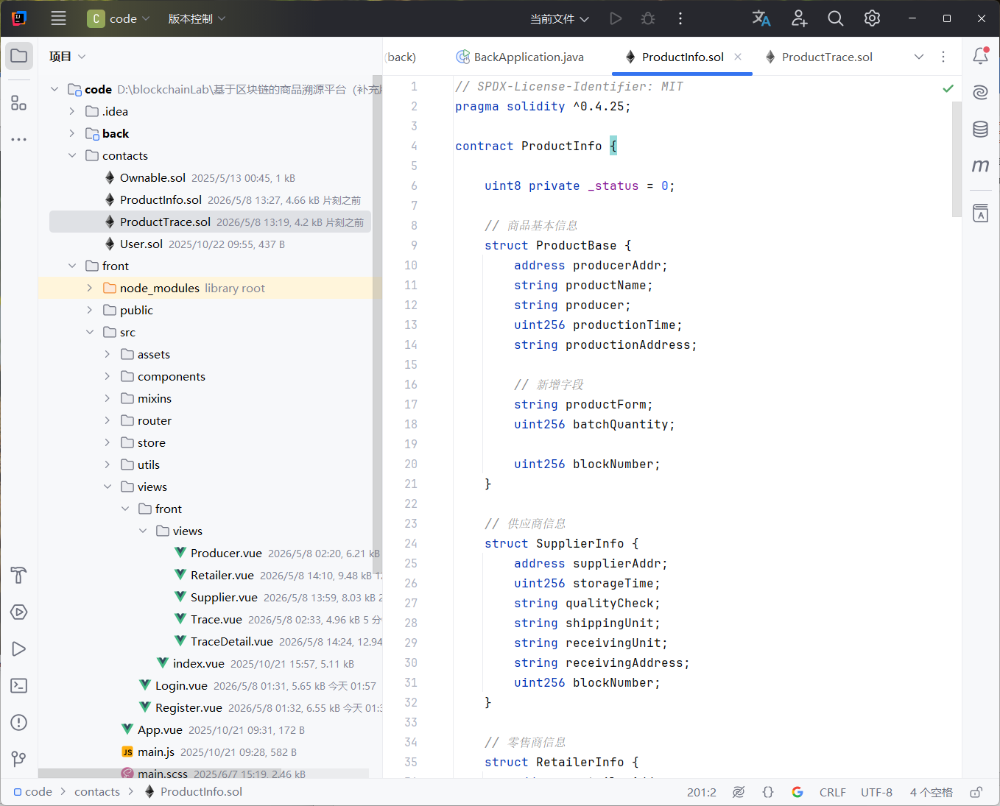 C code 版本控制 当前文件
项目
code D:\blockchainLab\基于区块链的商品溯源平台（补充版
.idea
back
contacts
Ownable.sol 2025/5/13 00:45, 1 kB
ProductInfo.sol 2026/5/8 13:27, 4.66 kB 片刻之前
ProductTrace.sol 2026/5/8 13:19, 4.2 kB 片刻之前
User.sol 2025/10/22 09:55, 437 B
front
node_modules library root
public
src
assets
components
mixins
router
store
utils
views
front
views
Producer.vue 2026/5/8 02:20, 6.21 kB
Retailer.vue 2026/5/8 14:10, 9.48 kB
Supplier.vue 2026/5/8 13:59, 8.03 kB
Trace.vue 2026/5/8 02:33, 4.96 kB 5 分
TraceDetail.vue 2026/5/8 14:24, 12.94
index.vue 2025/10/21 15:57, 5.11 kB
Login.vue 2026/5/8 01:31, 5.65 kB 今天 01:57
Register.vue 2026/5/8 01:32, 6.55 kB 今天 01:3
App.vue 2025/10/21 09:31, 172 B
JS main.js 2025/10/21 09:28, 582 B
main.scss 2025/6/7 15:19, 2.46 kB
(back) BackApplication.java ProductInfo.sol ProductTrace.sol
1 // SPDX-License-Identifier: MIT
2 pragma solidity ^0.4.25;
3
4 contract ProductInfo {
5
6 uint8 private _status = 0;
7
8 // 商品基本信息
9 struct ProductBase {
10 address producerAddr;
11 string productName;
12 string producer;
13 uint256 productionTime;
14 string productionAddress;
15
16 // 新增字段
17 string productForm;
18 uint256 batchQuantity;
19
20 uint256 blockNumber;
21 }
22
23 // 供应商信息
24 struct SupplierInfo {
25 address supplierAddr;
26 uint256 storageTime;
27 string qualityCheck;
28 string shippingUnit;
29 string receivingUnit;
30 string receivingAddress;
31 uint256 blockNumber;
32 }
33
34 // 零售商信息
35 struct RetailerInfo {
m
A
code > contacts > ProductInfo.sol
201:2 {} G CRLF UTF-8 4 个空格